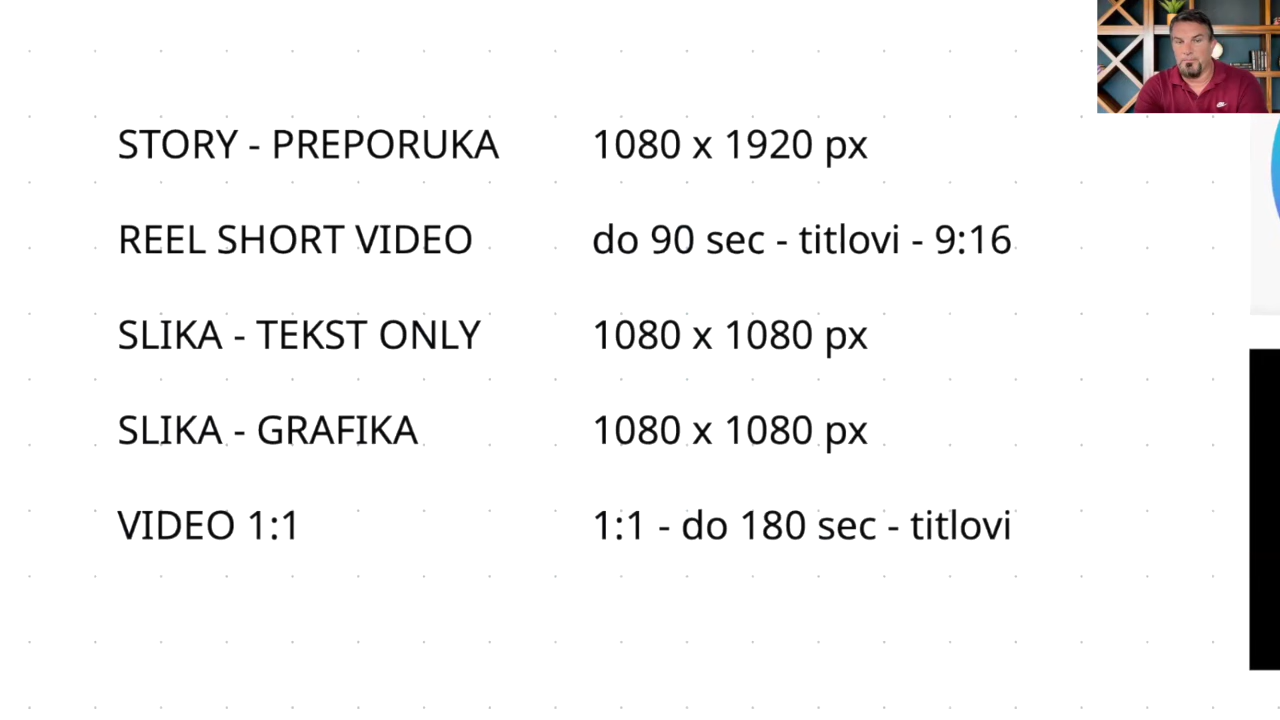 STORY - PREPORUKA 1080 x 1920 px
REEL SHORT VIDEO do 90 sec - titlovi - 9:16
SLIKA - TEKST ONLY 1080 x 1080 px
SLIKA - GRAFIKA 1080 x 1080 px
VIDEO 1:1 1:1 - do 180 sec - titlovi